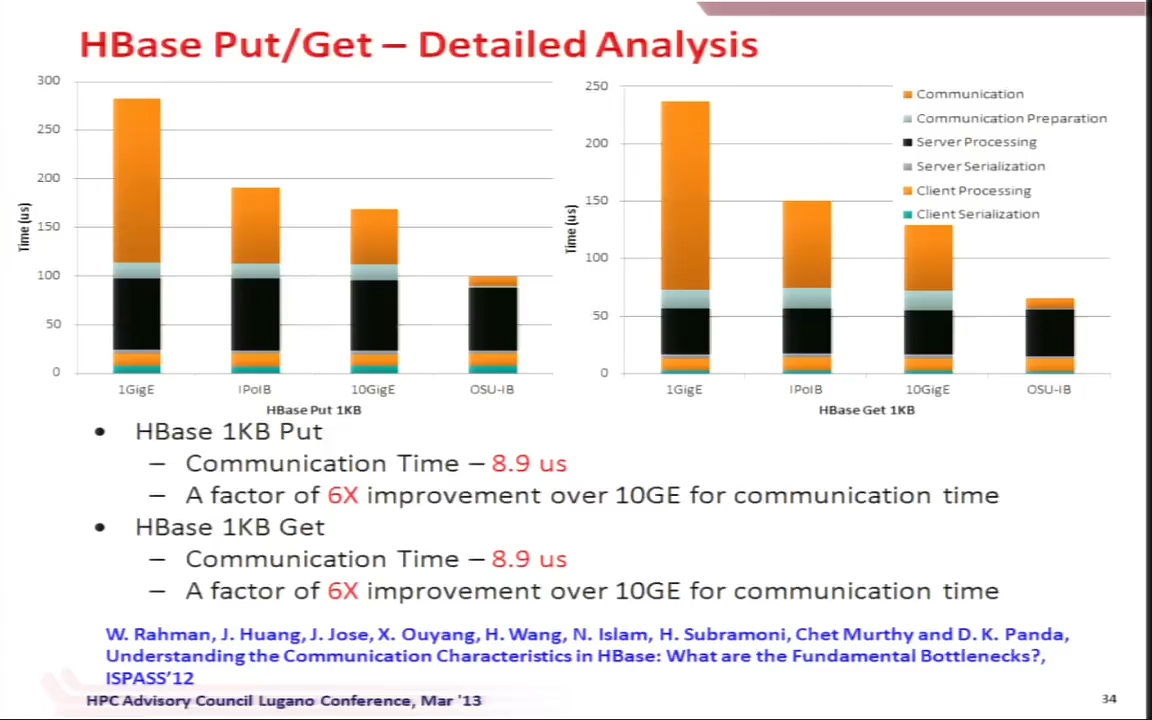 HBase Put/Get – Detailed Analysis
300
250
200
150
100
50
0
Time (us)
1GigE
IPoIB
10GigE
OSU-IB
HBase Put 1KB
250
200
150
100
50
0
Time (us)
1GigE
IPoIB
10GigE
OSU-IB
HBase Get 1KB
Communication
Communication Preparation
Server Processing
Server Serialization
Client Processing
Client Serialization
• HBase 1KB Put
– Communication Time – 8.9 us
– A factor of 6X improvement over 10GE for communication time
• HBase 1KB Get
– Communication Time – 8.9 us
– A factor of 6X improvement over 10GE for communication time
W. Rahman, J. Huang, J. Jose, X. Ouyang, H. Wang, N. Islam, H. Subramoni, Chet Murthy and D. K. Panda,
Understanding the Communication Characteristics in HBase: What are the Fundamental Bottlenecks?,
ISPASS'12
HPC Advisory Council Lugano Conference, Mar '13
34